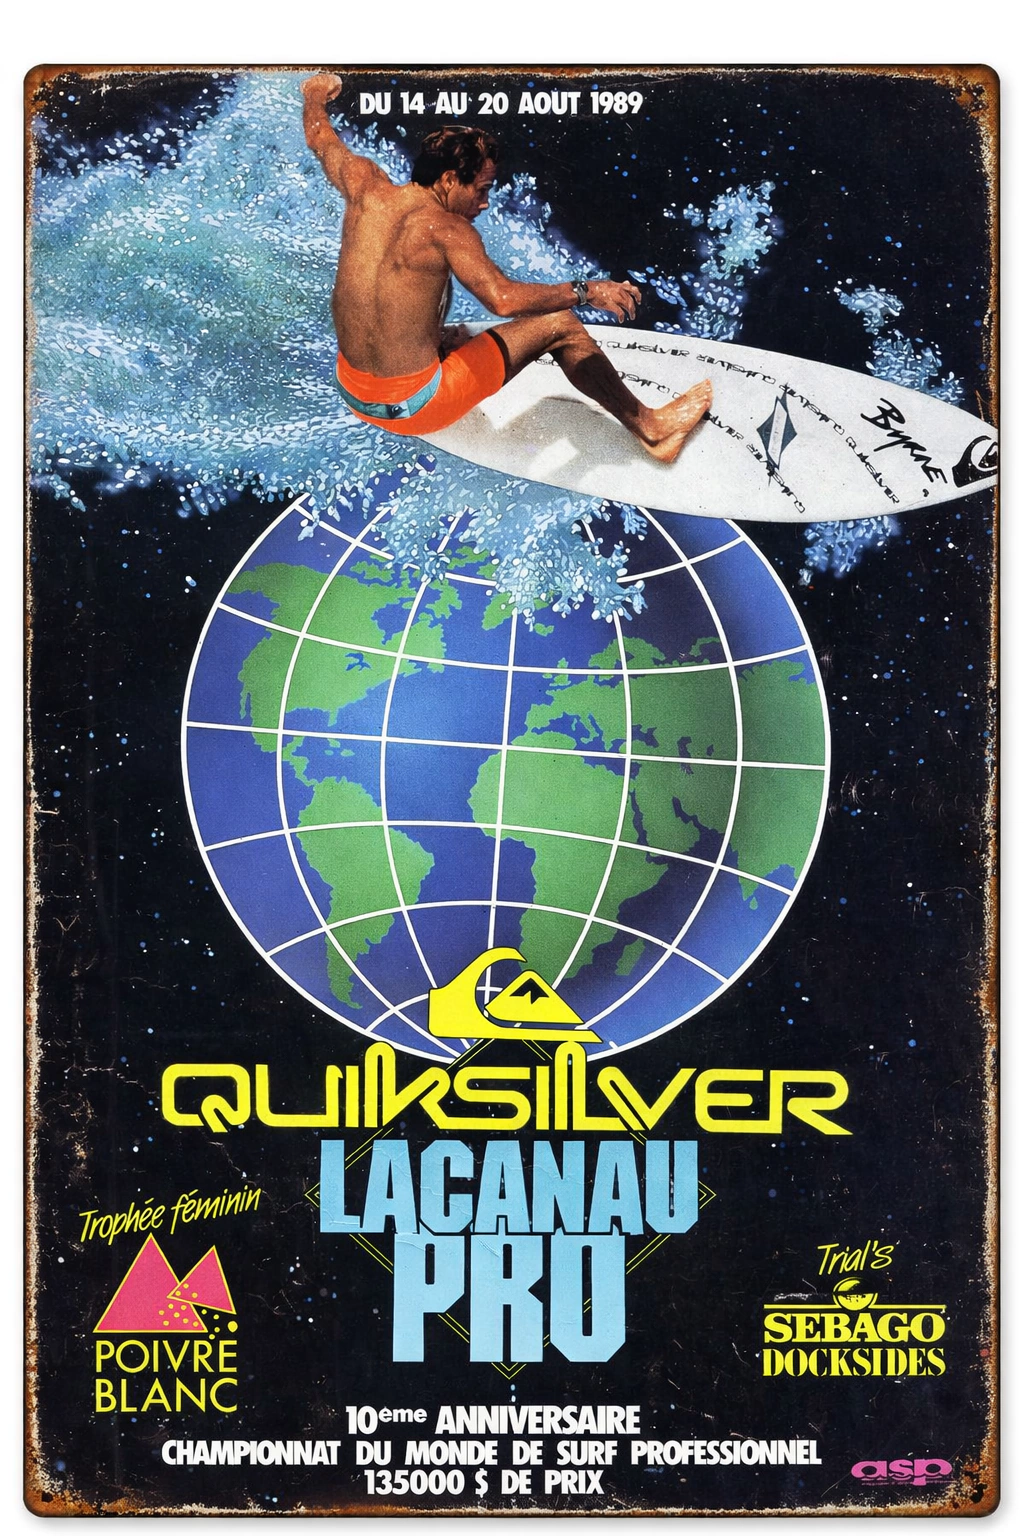 DU 14 AU 20 AOUT 1989
Byrne
QUIKSILVER
LACANAU
PRO
Trophée féminin
POIVRE
BLANC
Trial's
SEBAGO
DOCKSIDES
10ème ANNIVERSAIRE
CHAMPIONNAT DU MONDE DE SURF PROFESSIONNEL
135000 $ DE PRIX
asp